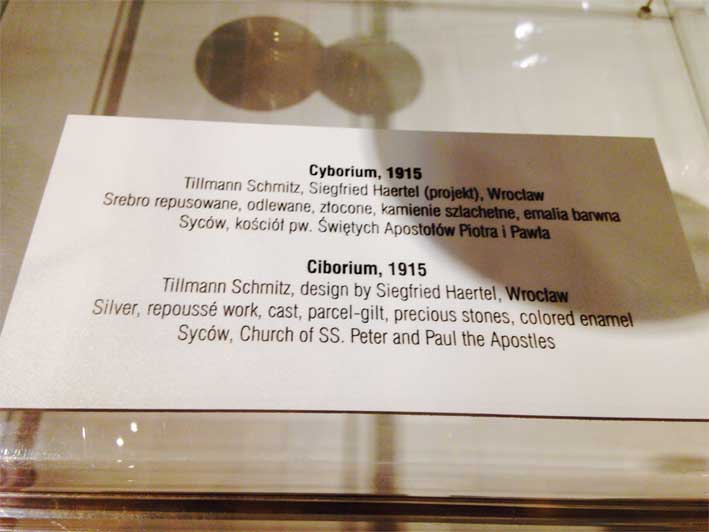 Cyborium, 1915
Tillmann Schmitz, Siegfried Haertel (projekt), Wrocław
Srebro repusowane, odlewane, złocone, kamienie szlachetne, emalia barwna
Syców, kościół pw. Świętych Apostołów Piotra i Pawła
Ciborium, 1915
Tillmann Schmitz, design by Siegfried Haertel, Wrocław
Silver, repoussé work, cast, parcel-gilt, precious stones, colored enamel
Syców, Church of SS. Peter and Paul the Apostles